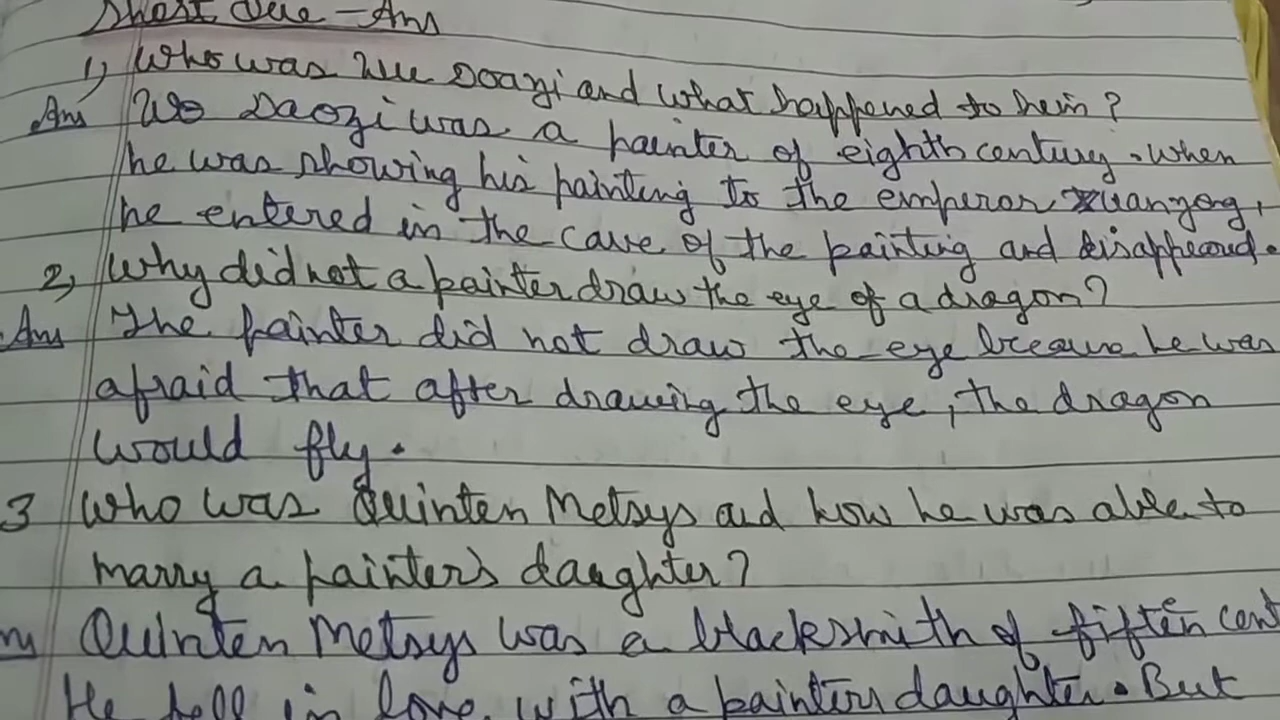 Short Que - Ans
1) Who was Wu Daozi and what happened to him?
Ans Wo Daozi was a painter of eighth century. when
he was showing his painting to the emperor Xuanzong,
he entered in the cave of the painting and disappeared.
2, Why did not a painter draw the eye of a dragon?
Ans The painter did not draw the eye because he was
afraid that after drawing the eye, the dragon
would fly.
3 Who was Quinten Metsys and how he was able to
marry a painter's daughter?
Quinten Metsys was a blacksmith of fifteen cent
He fell in love with a painters daughter. But